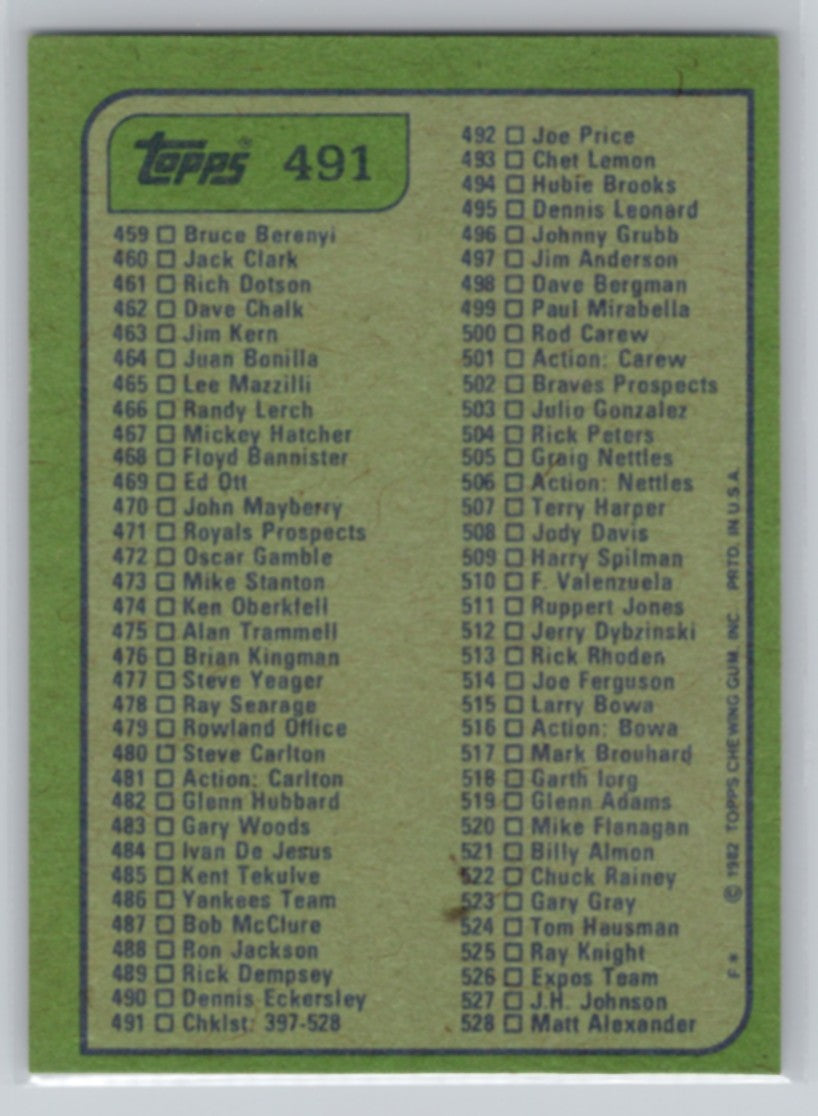 Topps® 491
459 □ Bruce Berenyi
460 □ Jack Clark
461 □ Rich Dotson
462 □ Dave Chalk
463 □ Jim Kern
464 □ Juan Bonilla
465 □ Lee Mazzilli
466 □ Randy Lerch
467 □ Mickey Hatcher
468 □ Floyd Bannister
469 □ Ed Ott
470 □ John Mayberry
471 □ Royals Prospects
472 □ Oscar Gamble
473 □ Mike Stanton
474 □ Ken Oberkfell
475 □ Alan Trammell
476 □ Brian Kingman
477 □ Steve Yeager
478 □ Ray Searage
479 □ Rowland Office
480 □ Steve Carlton
481 □ Action: Carlton
482 □ Glenn Hubbard
483 □ Gary Woods
484 □ Ivan De Jesus
485 □ Kent Tekulve
486 □ Yankees Team
487 □ Bob McClure
488 □ Ron Jackson
489 □ Rick Dempsey
490 □ Dennis Eckersley
491 □ Chklst: 397-528
492 □ Joe Price
493 □ Chet Lemon
494 □ Hubie Brooks
495 □ Dennis Leonard
496 □ Johnny Grubb
497 □ Jim Anderson
498 □ Dave Bergman
499 □ Paul Mirabella
500 □ Rod Carew
501 □ Action: Carew
502 □ Braves Prospects
503 □ Julio Gonzalez
504 □ Rick Peters
505 □ Graig Nettles
506 □ Action: Nettles
507 □ Terry Harper
508 □ Jody Davis
509 □ Harry Spilman
510 □ F. Valenzuela
511 □ Ruppert Jones
512 □ Jerry Dybzinski
513 □ Rick Rhoden
514 □ Joe Ferguson
515 □ Larry Bowa
516 □ Action: Bowa
517 □ Mark Brouhard
518 □ Garth Iorg
519 □ Glenn Adams
520 □ Mike Flanagan
521 □ Billy Almon
522 □ Chuck Rainey
523 □ Gary Gray
524 □ Tom Hausman
525 □ Ray Knight
526 □ Expos Team
527 □ J.H. Johnson
528 □ Matt Alexander
F* © 1982 TOPPS CHEWING GUM, INC. PRTD. IN U.S.A.